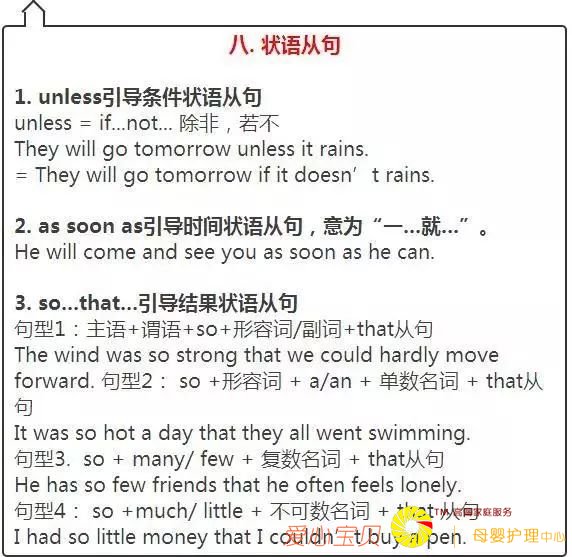 八. 状语从句
1. unless引导条件状语从句
unless = if...not... 除非，若不
They will go tomorrow unless it rains.
= They will go tomorrow if it doesn’t rains.
2. as soon as引导时间状语从句，意为“一…就…”。
He will come and see you as soon as he can.
3. so…that…引导结果状语从句
句型1：主语+谓语+so+形容词/副词+that从句
The wind was so strong that we could hardly move
forward. 句型2： so +形容词 + a/an + 单数名词 + that从
句
It was so hot a day that they all went swimming.
句型3. so + many/ few + 复数名词 + that从句
He has so few friends that he often feels lonely.
句型4： so +much/ little + 不可数名词 + that 从句
I had so little money that I couldn’t buy a pen.
爱小宝贝
TM
家庭服务
母婴护理中心